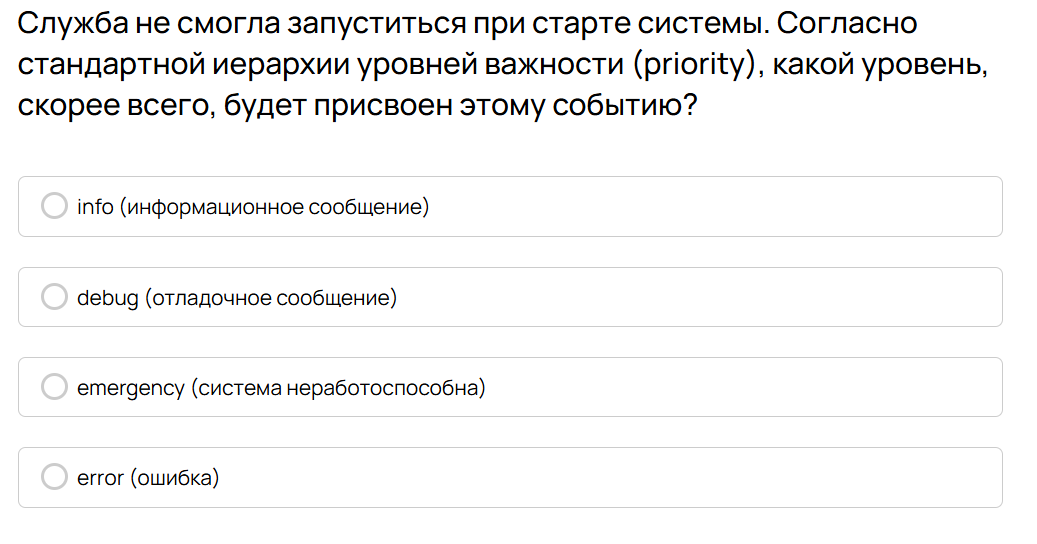 Служба не смогла запуститься при старте системы. Согласно
стандартной иерархии уровней важности (priority), какой уровень,
скорее всего, будет присвоен этому событию?
info (информационное сообщение)
debug (отладочное сообщение)
emergency (система неработоспособна)
error (ошибка)